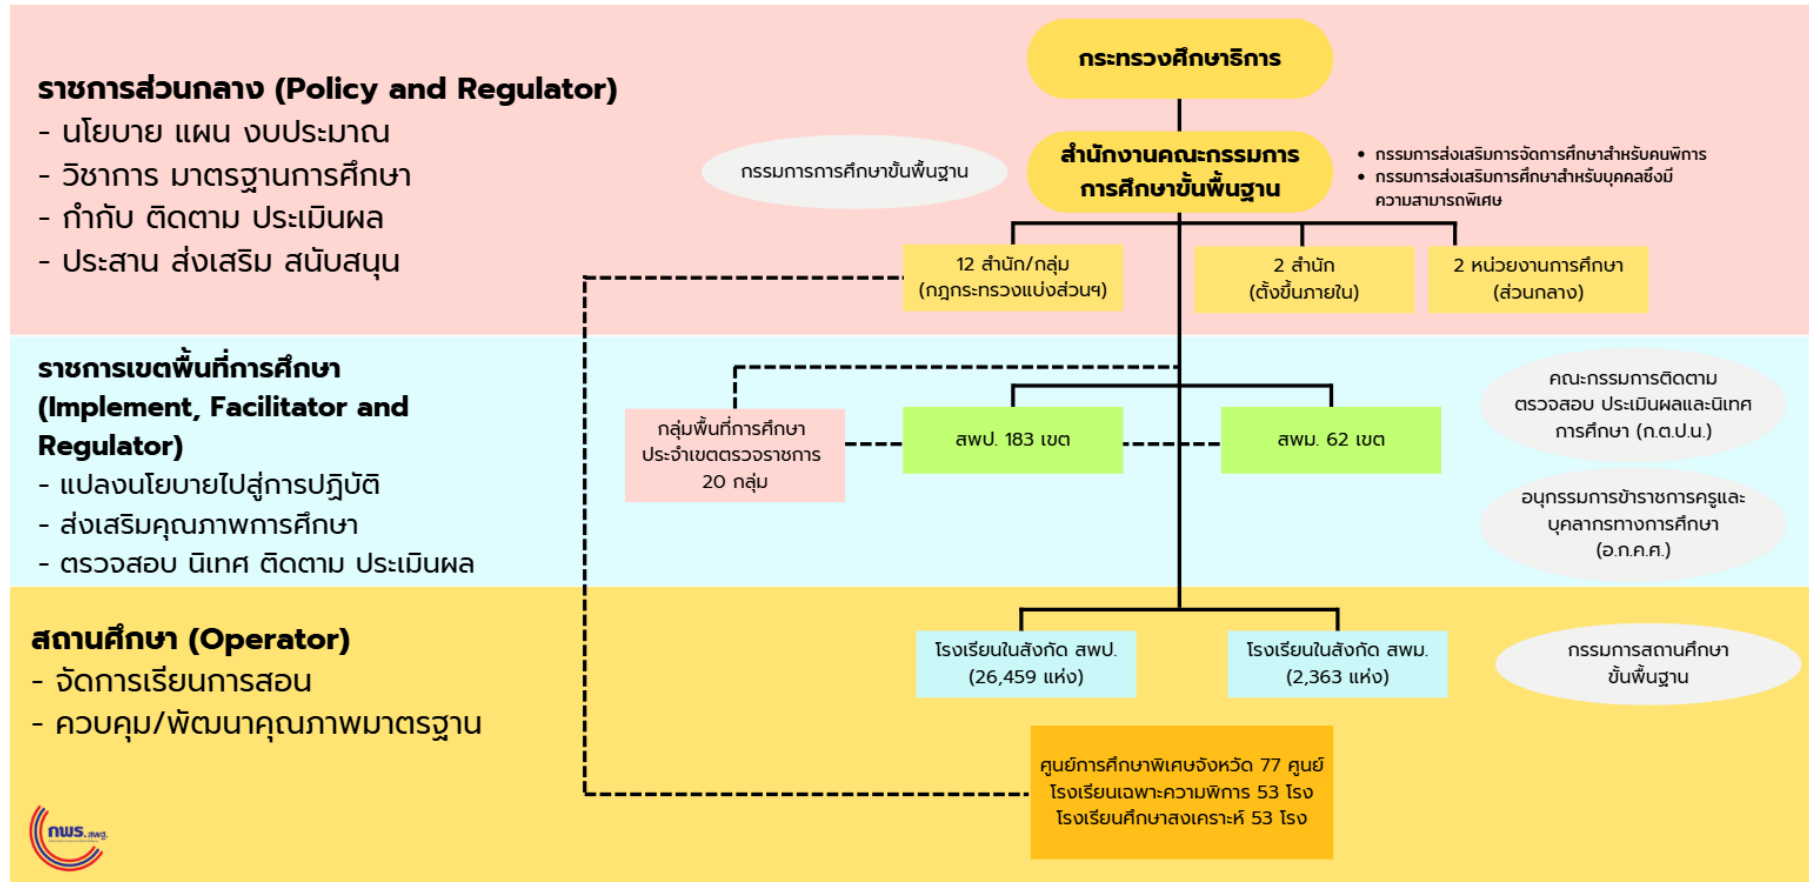 ราชการส่วนกลาง (Policy and Regulator)
- นโยบาย แผน งบประมาณ
- วิชาการ มาตรฐานการศึกษา
- กำกับ ติดตาม ประเมินผล
- ประสาน ส่งเสริม สนับสนุน
กระทรวงศึกษาธิการ
กรรมการการศึกษาขั้นพื้นฐาน
สำนักงานคณะกรรมการ
การศึกษาขั้นพื้นฐาน
• กรรมการส่งเสริมการจัดการศึกษาสำหรับคนพิการ
• กรรมการส่งเสริมการศึกษาสำหรับบุคคลซึ่งมี
ความสามารถพิเศษ
12 สำนัก/กลุ่ม
(กฎกระทรวงแบ่งส่วนฯ)
2 สำนัก
(ตั้งขึ้นภายใน)
2 หน่วยงานการศึกษา
(ส่วนกลาง)
ราชการเขตพื้นที่การศึกษา
(Implement, Facilitator and
Regulator)
- แปลงนโยบายไปสู่การปฏิบัติ
- ส่งเสริมคุณภาพการศึกษา
- ตรวจสอบ นิเทศ ติดตาม ประเมินผล
กลุ่มพื้นที่การศึกษา
ประจำเขตตรวจราชการ
20 กลุ่ม
สพป. 183 เขต
สพม. 62 เขต
คณะกรรมการติดตาม
ตรวจสอบ ประเมินผลและนิเทศ
การศึกษา (ก.ต.ป.น.)
อนุกรรมการข้าราชการครูและ
บุคลากรทางการศึกษา
(อ.ก.ค.ศ.)
สถานศึกษา (Operator)
- จัดการเรียนการสอน
- ควบคุม/พัฒนาคุณภาพมาตรฐาน
โรงเรียนในสังกัด สพป.
(26,459 แห่ง)
โรงเรียนในสังกัด สพม.
(2,363 แห่ง)
กรรมการสถานศึกษา
ขั้นพื้นฐาน
ศูนย์การศึกษาพิเศษจังหวัด 77 ศูนย์
โรงเรียนเฉพาะความพิการ 53 โรง
โรงเรียนศึกษาสงเคราะห์ 53 โรง
กพร. สพฐ.